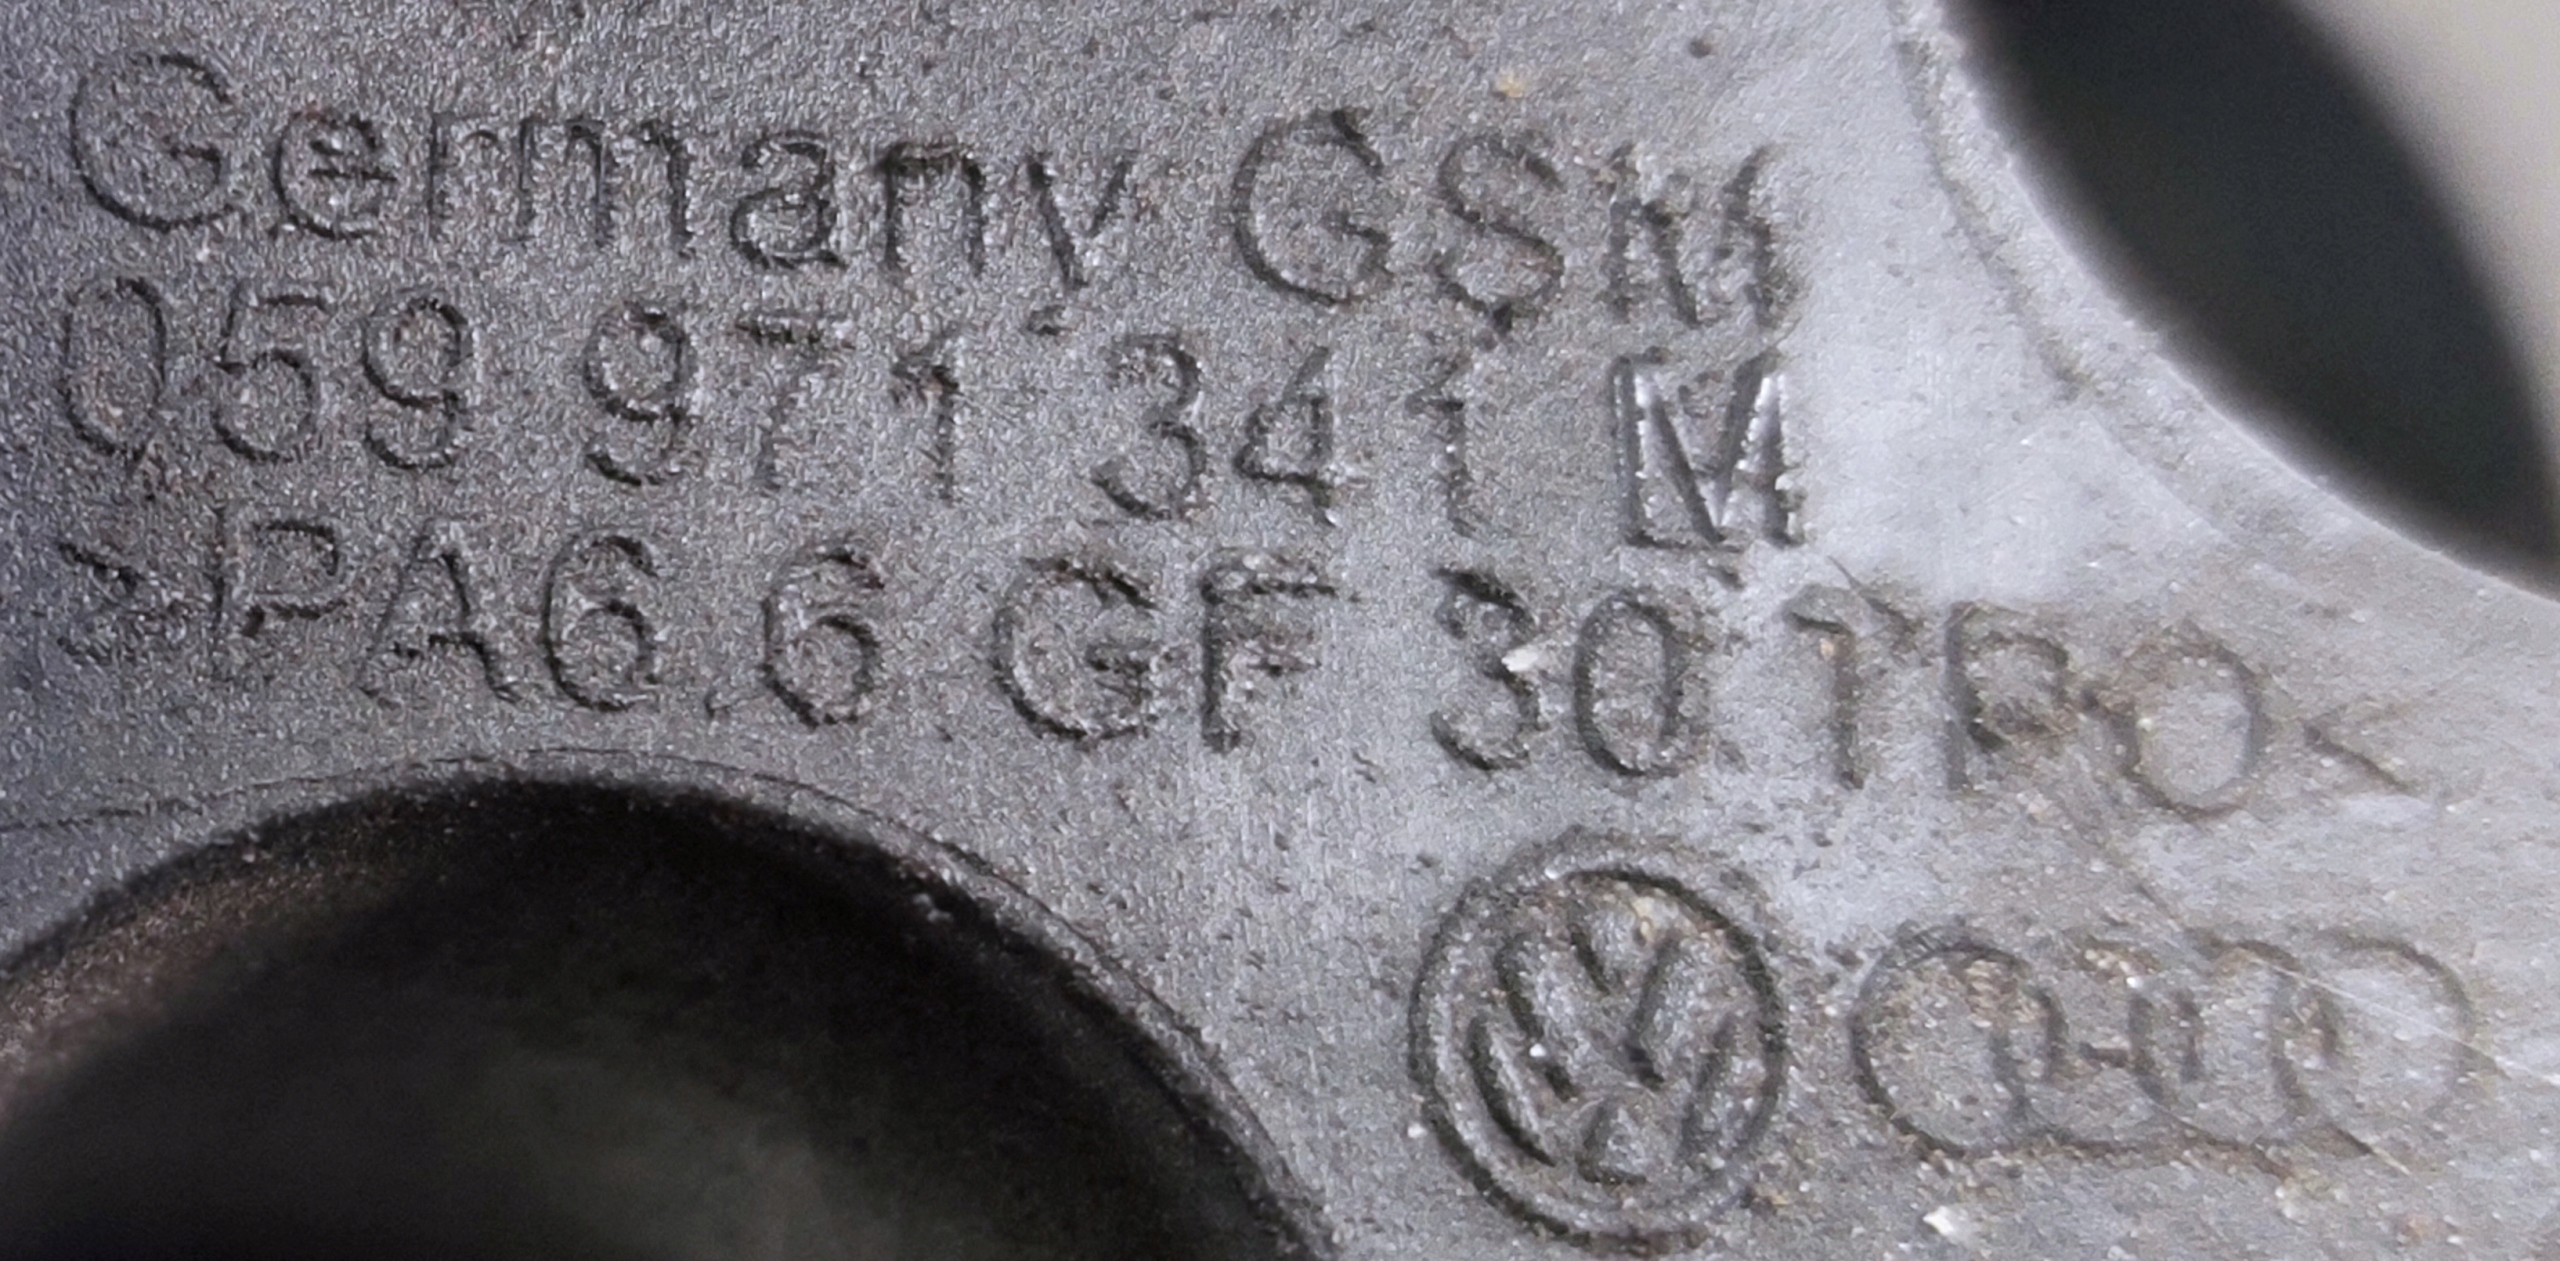 Germany GSM
059 971 341 M
>PA6.6.GF 30.TPO<